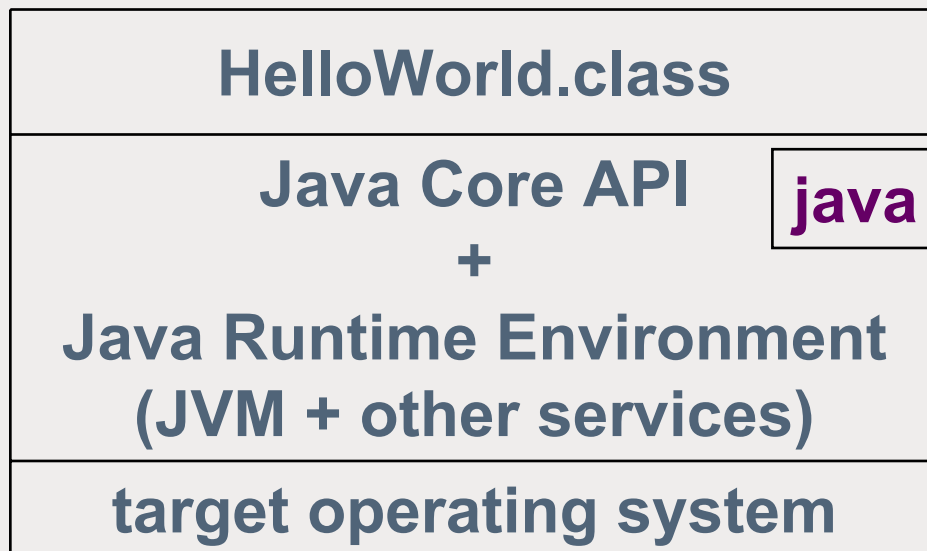 HelloWorld.class
Java Core API
java
+
Java Runtime Environment
(JVM + other services)
target operating system